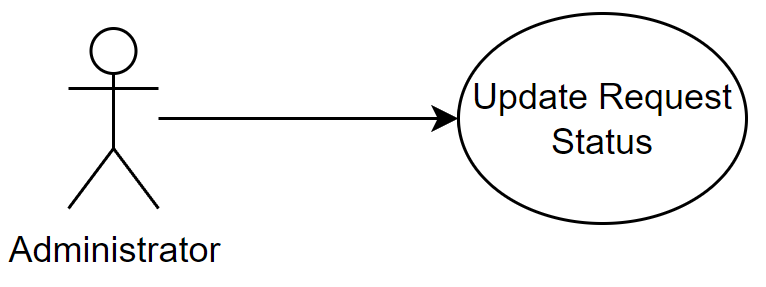 Update Request
Status
Administrator